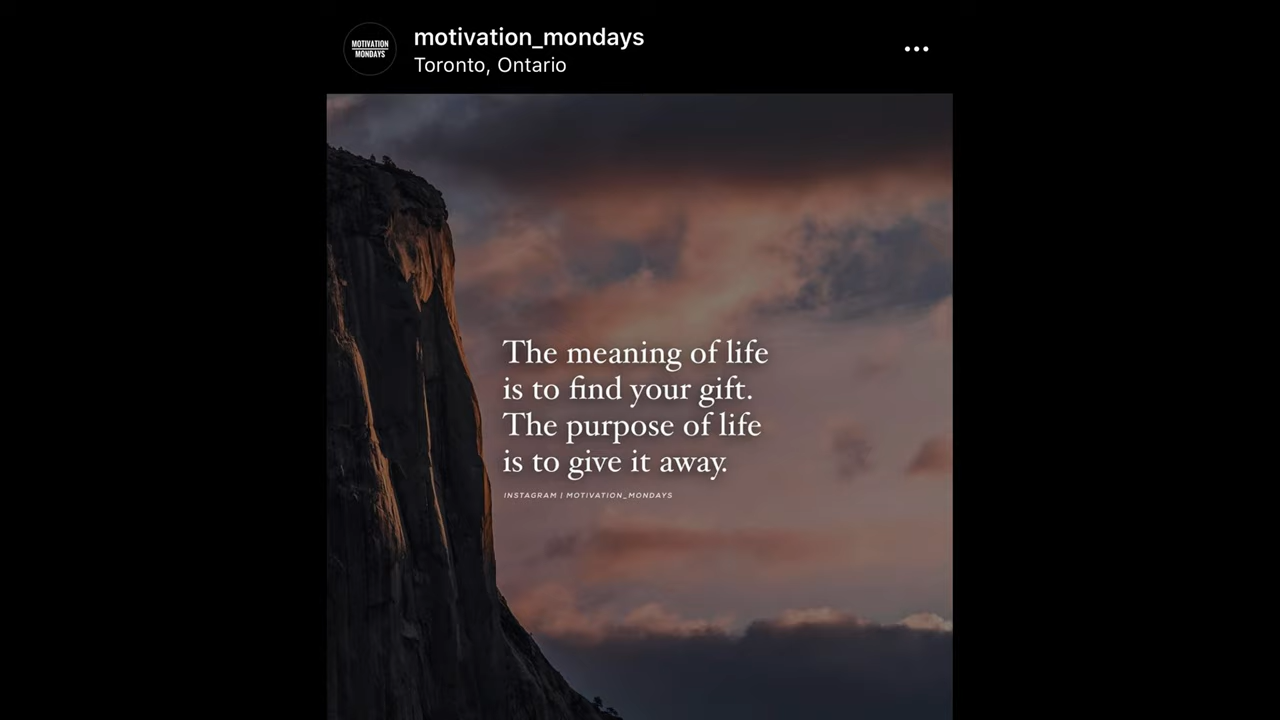 MOTIVATION
MONDAYS
motivation_mondays
Toronto, Ontario
The meaning of life
is to find your gift.
The purpose of life
is to give it away.
INSTAGRAM | MOTIVATION_MONDAYS